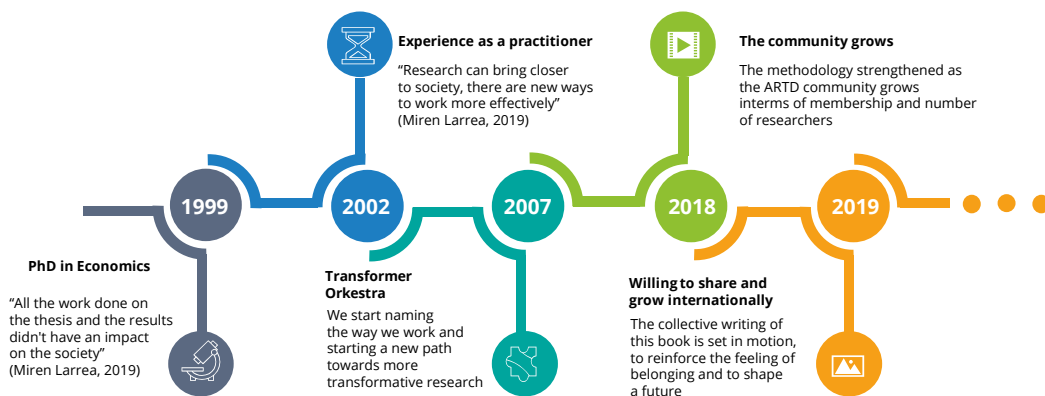 Experience as a practitioner
“Research can bring closer
to society, there are new ways
to work more effectively”
(Miren Larrea, 2019)
The community grows
The methodology strengthened as
the ARTD community grows
interms of membership and number
of researchers
1999
2002
2007
2018
2019
PhD in Economics
“All the work done on
the thesis and the results
didn't have an impact
on the society”
(Miren Larrea, 2019)
Transformer
Orkestra
We start naming
the way we work and
starting a new path
towards more
transformative research
Willing to share and
grow internationally
The collective writing of
this book is set in motion,
to reinforce the feeling of
belonging and to shape
a future